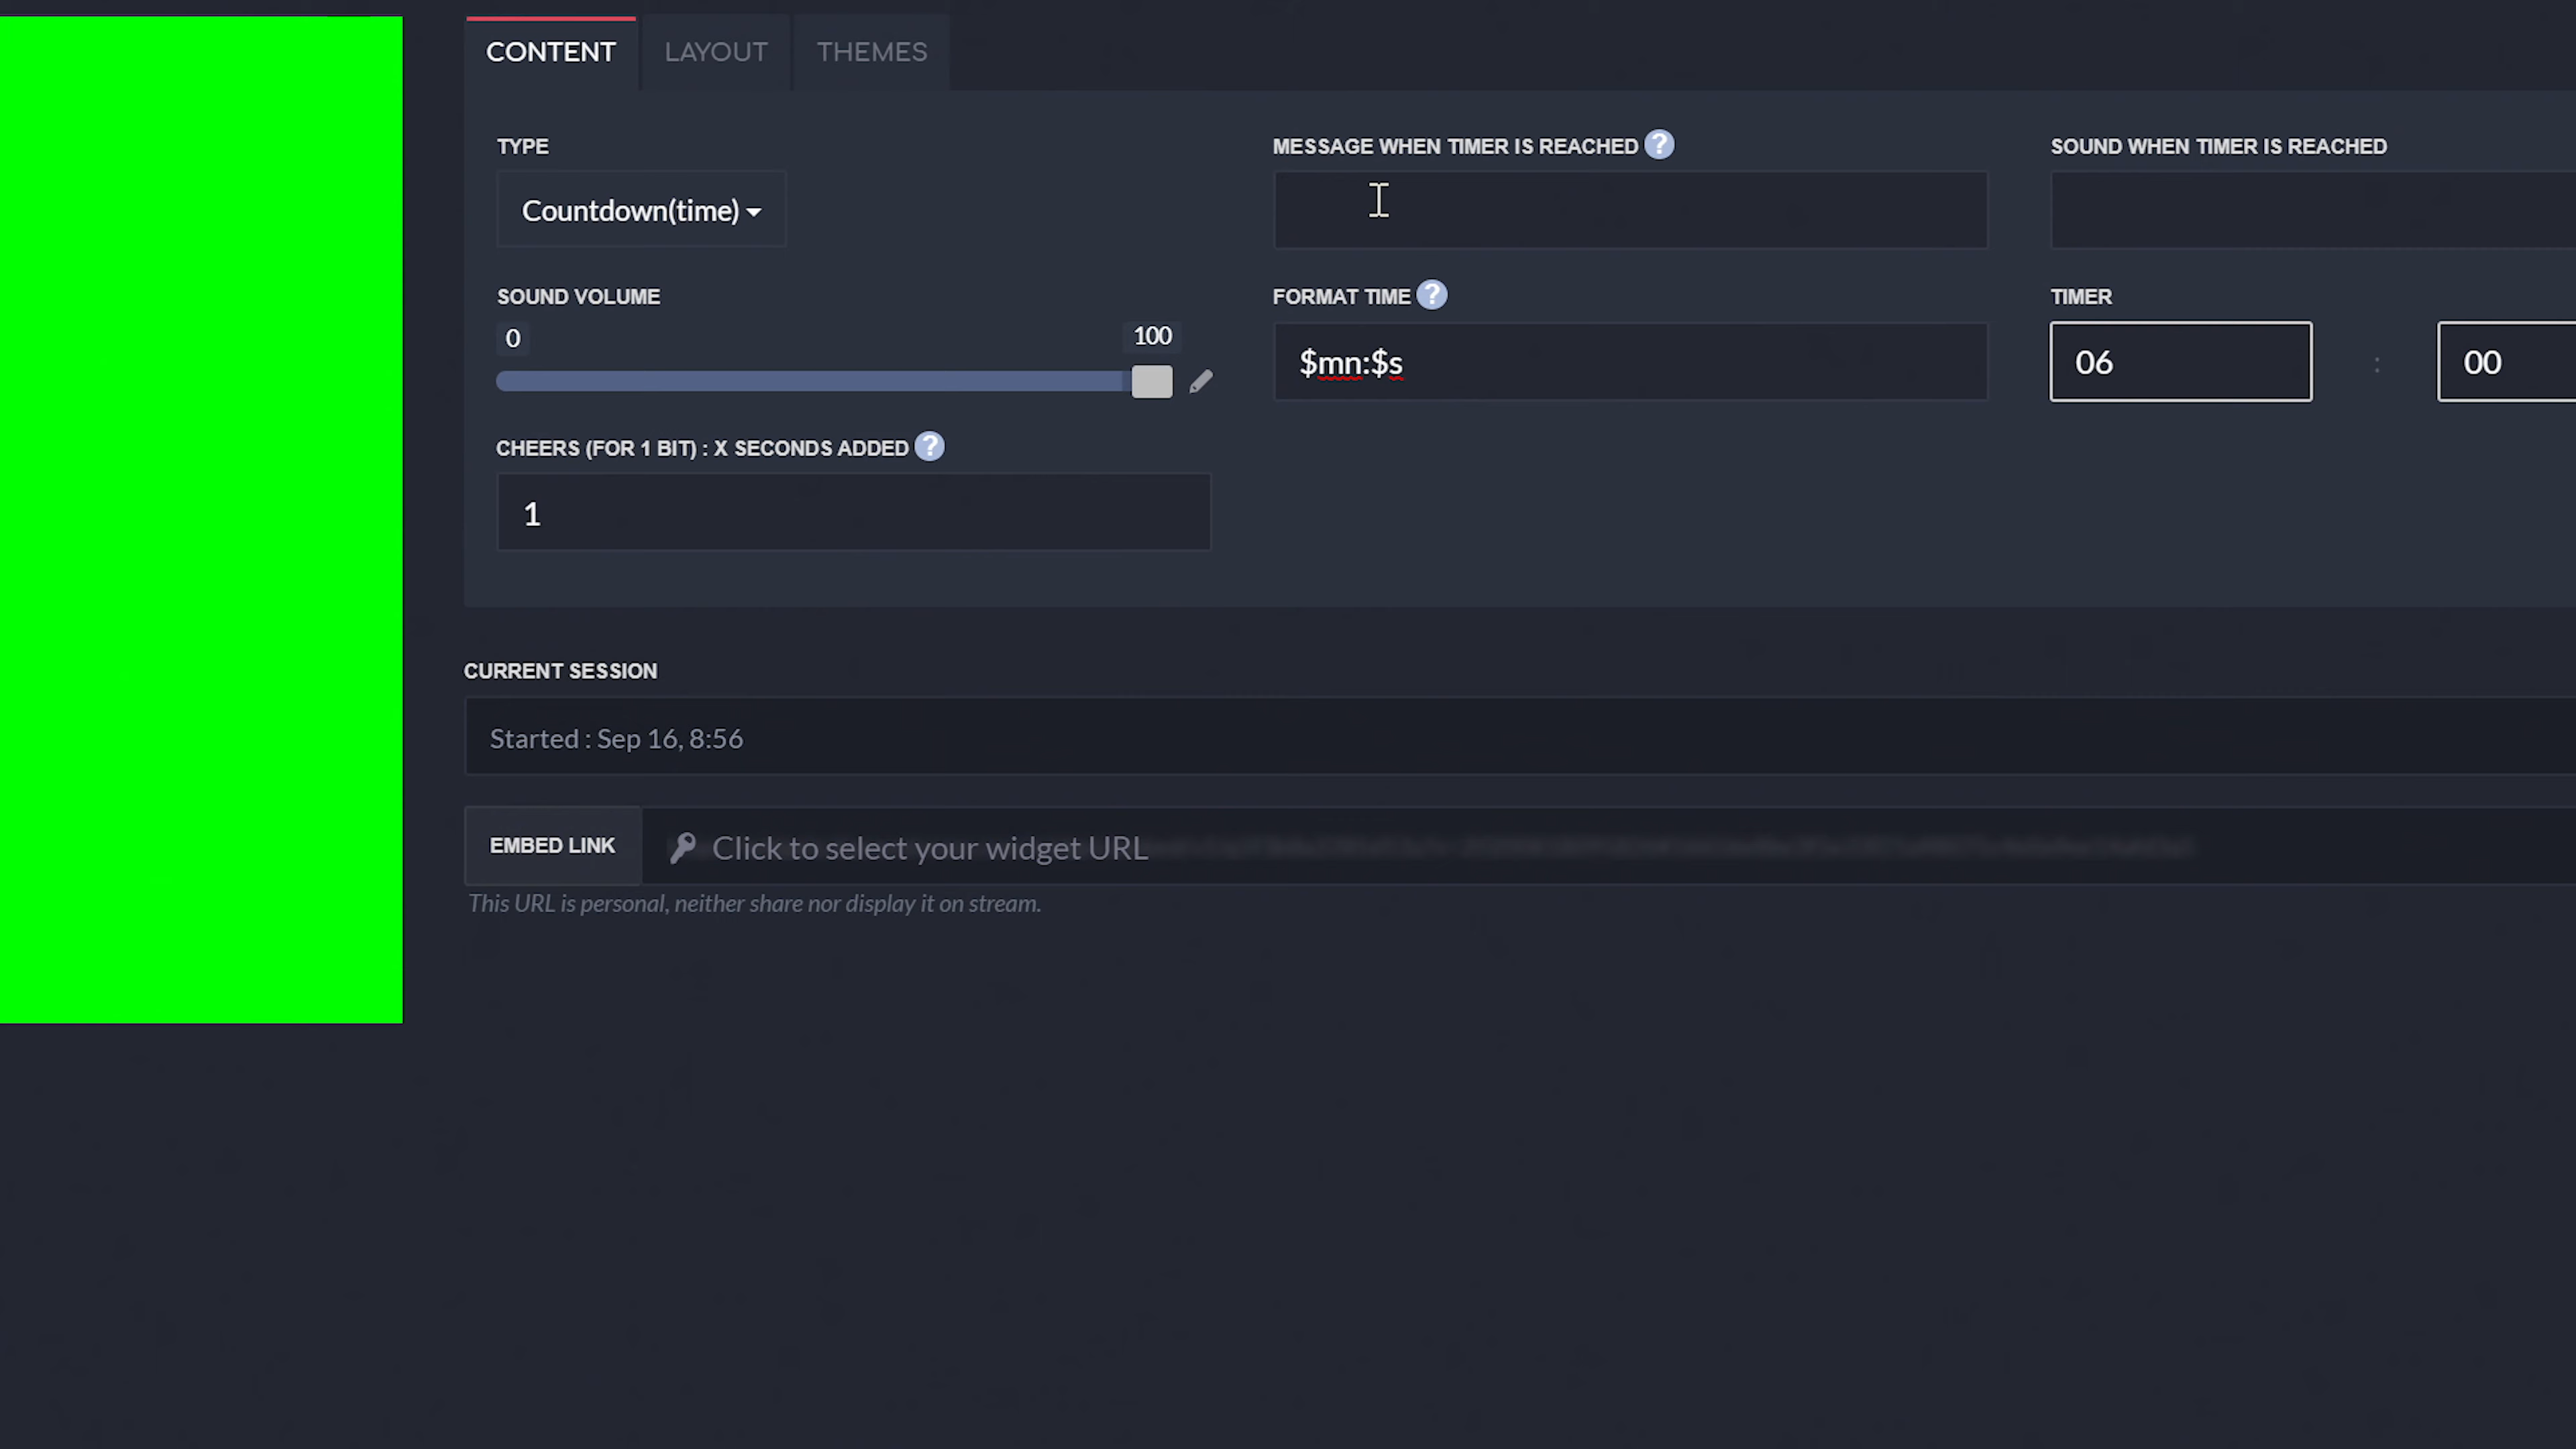 CONTENT LAYOUT THEMES
TYPE
Countdown(time)
MESSAGE WHEN TIMER IS REACHED ?
SOUND WHEN TIMER IS REACHED
SOUND VOLUME
0
100
FORMAT TIME ?
$mn:$s
TIMER
06 : 00
CHEERS (FOR 1 BIT) : X SECONDS ADDED ?
1
CURRENT SESSION
Started : Sep 16, 8:56
EMBED LINK
Click to select your widget URL
This URL is personal, neither share nor display it on stream.